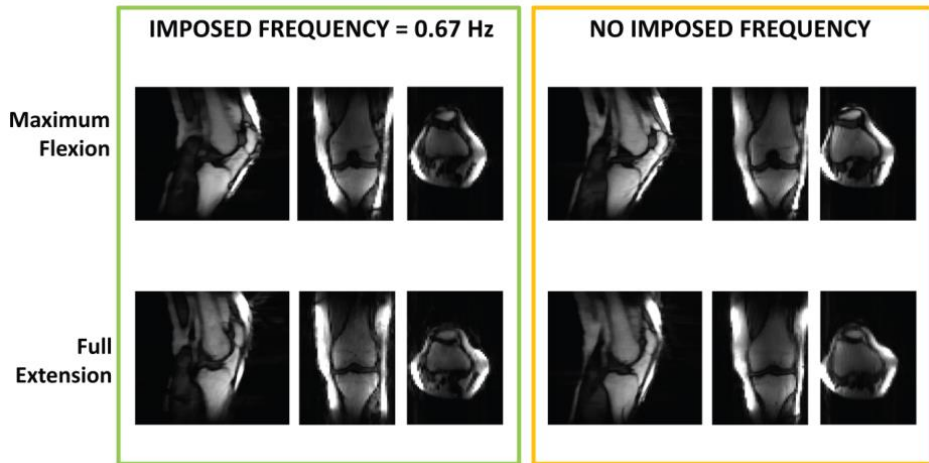 IMPOSED FREQUENCY = 0.67 Hz
NO IMPOSED FREQUENCY
Maximum
Flexion
Full
Extension